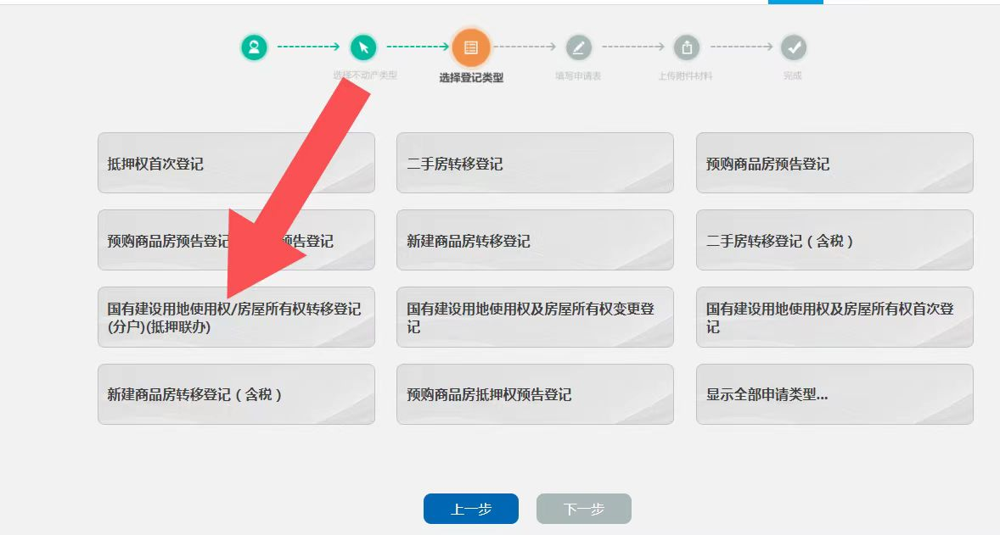 选择不动产类型
选择登记类型
填写申请表
上传附件材料
完成
抵押权首次登记
二手房转移登记
预购商品房预告登记
预购商品房预告登记 预告登记
新建商品房转移登记
二手房转移登记（含税）
国有建设用地使用权/房屋所有权转移登记
(分户)(抵押联办)
国有建设用地使用权及房屋所有权变更登
记
国有建设用地使用权及房屋所有权首次登
记
新建商品房转移登记（含税）
预购商品房抵押权预告登记
显示全部申请类型...
上一步
下一步